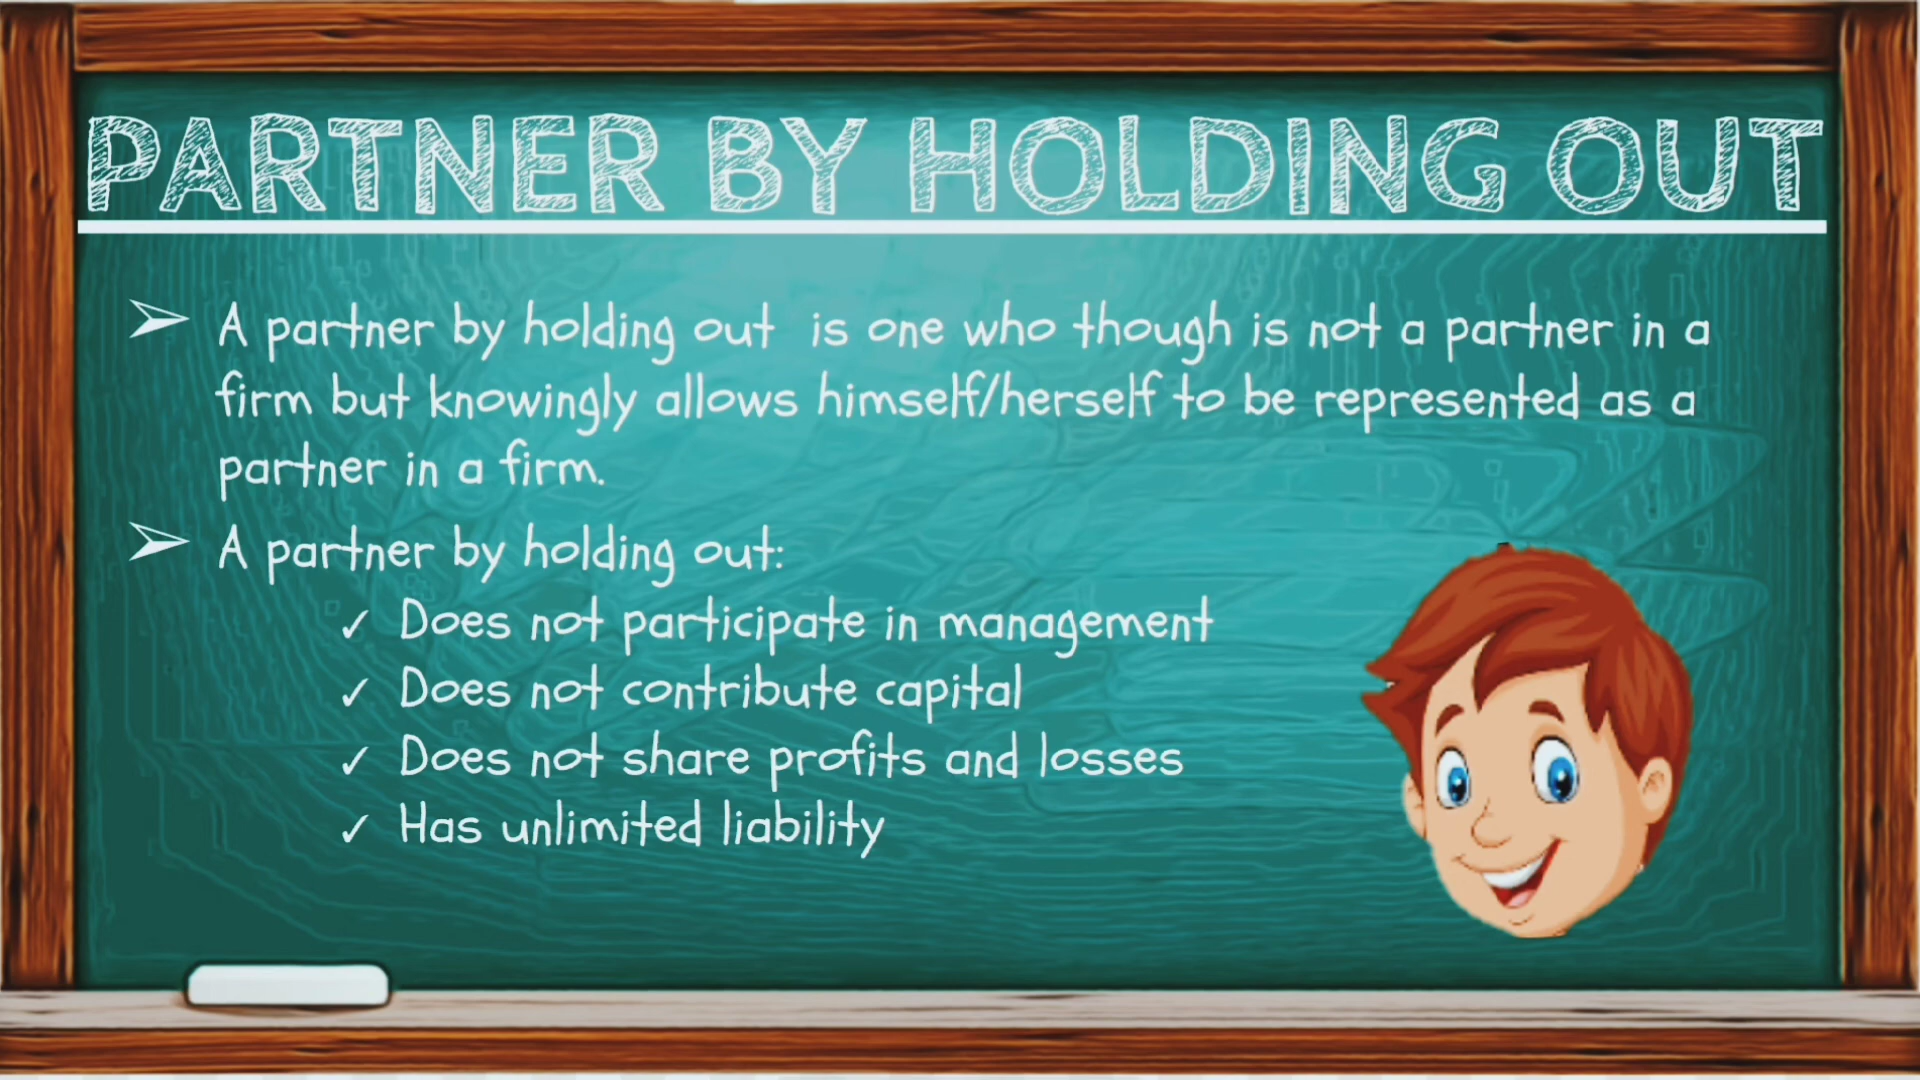 PARTNER BY HOLDING OUT
➢ A partner by holding out is one who though is not a partner in a
firm but knowingly allows himself/herself to be represented as a
partner in a firm.
➢ A partner by holding out:
✓ Does not participate in management
✓ Does not contribute capital
✓ Does not share profits and losses
✓ Has unlimited liability